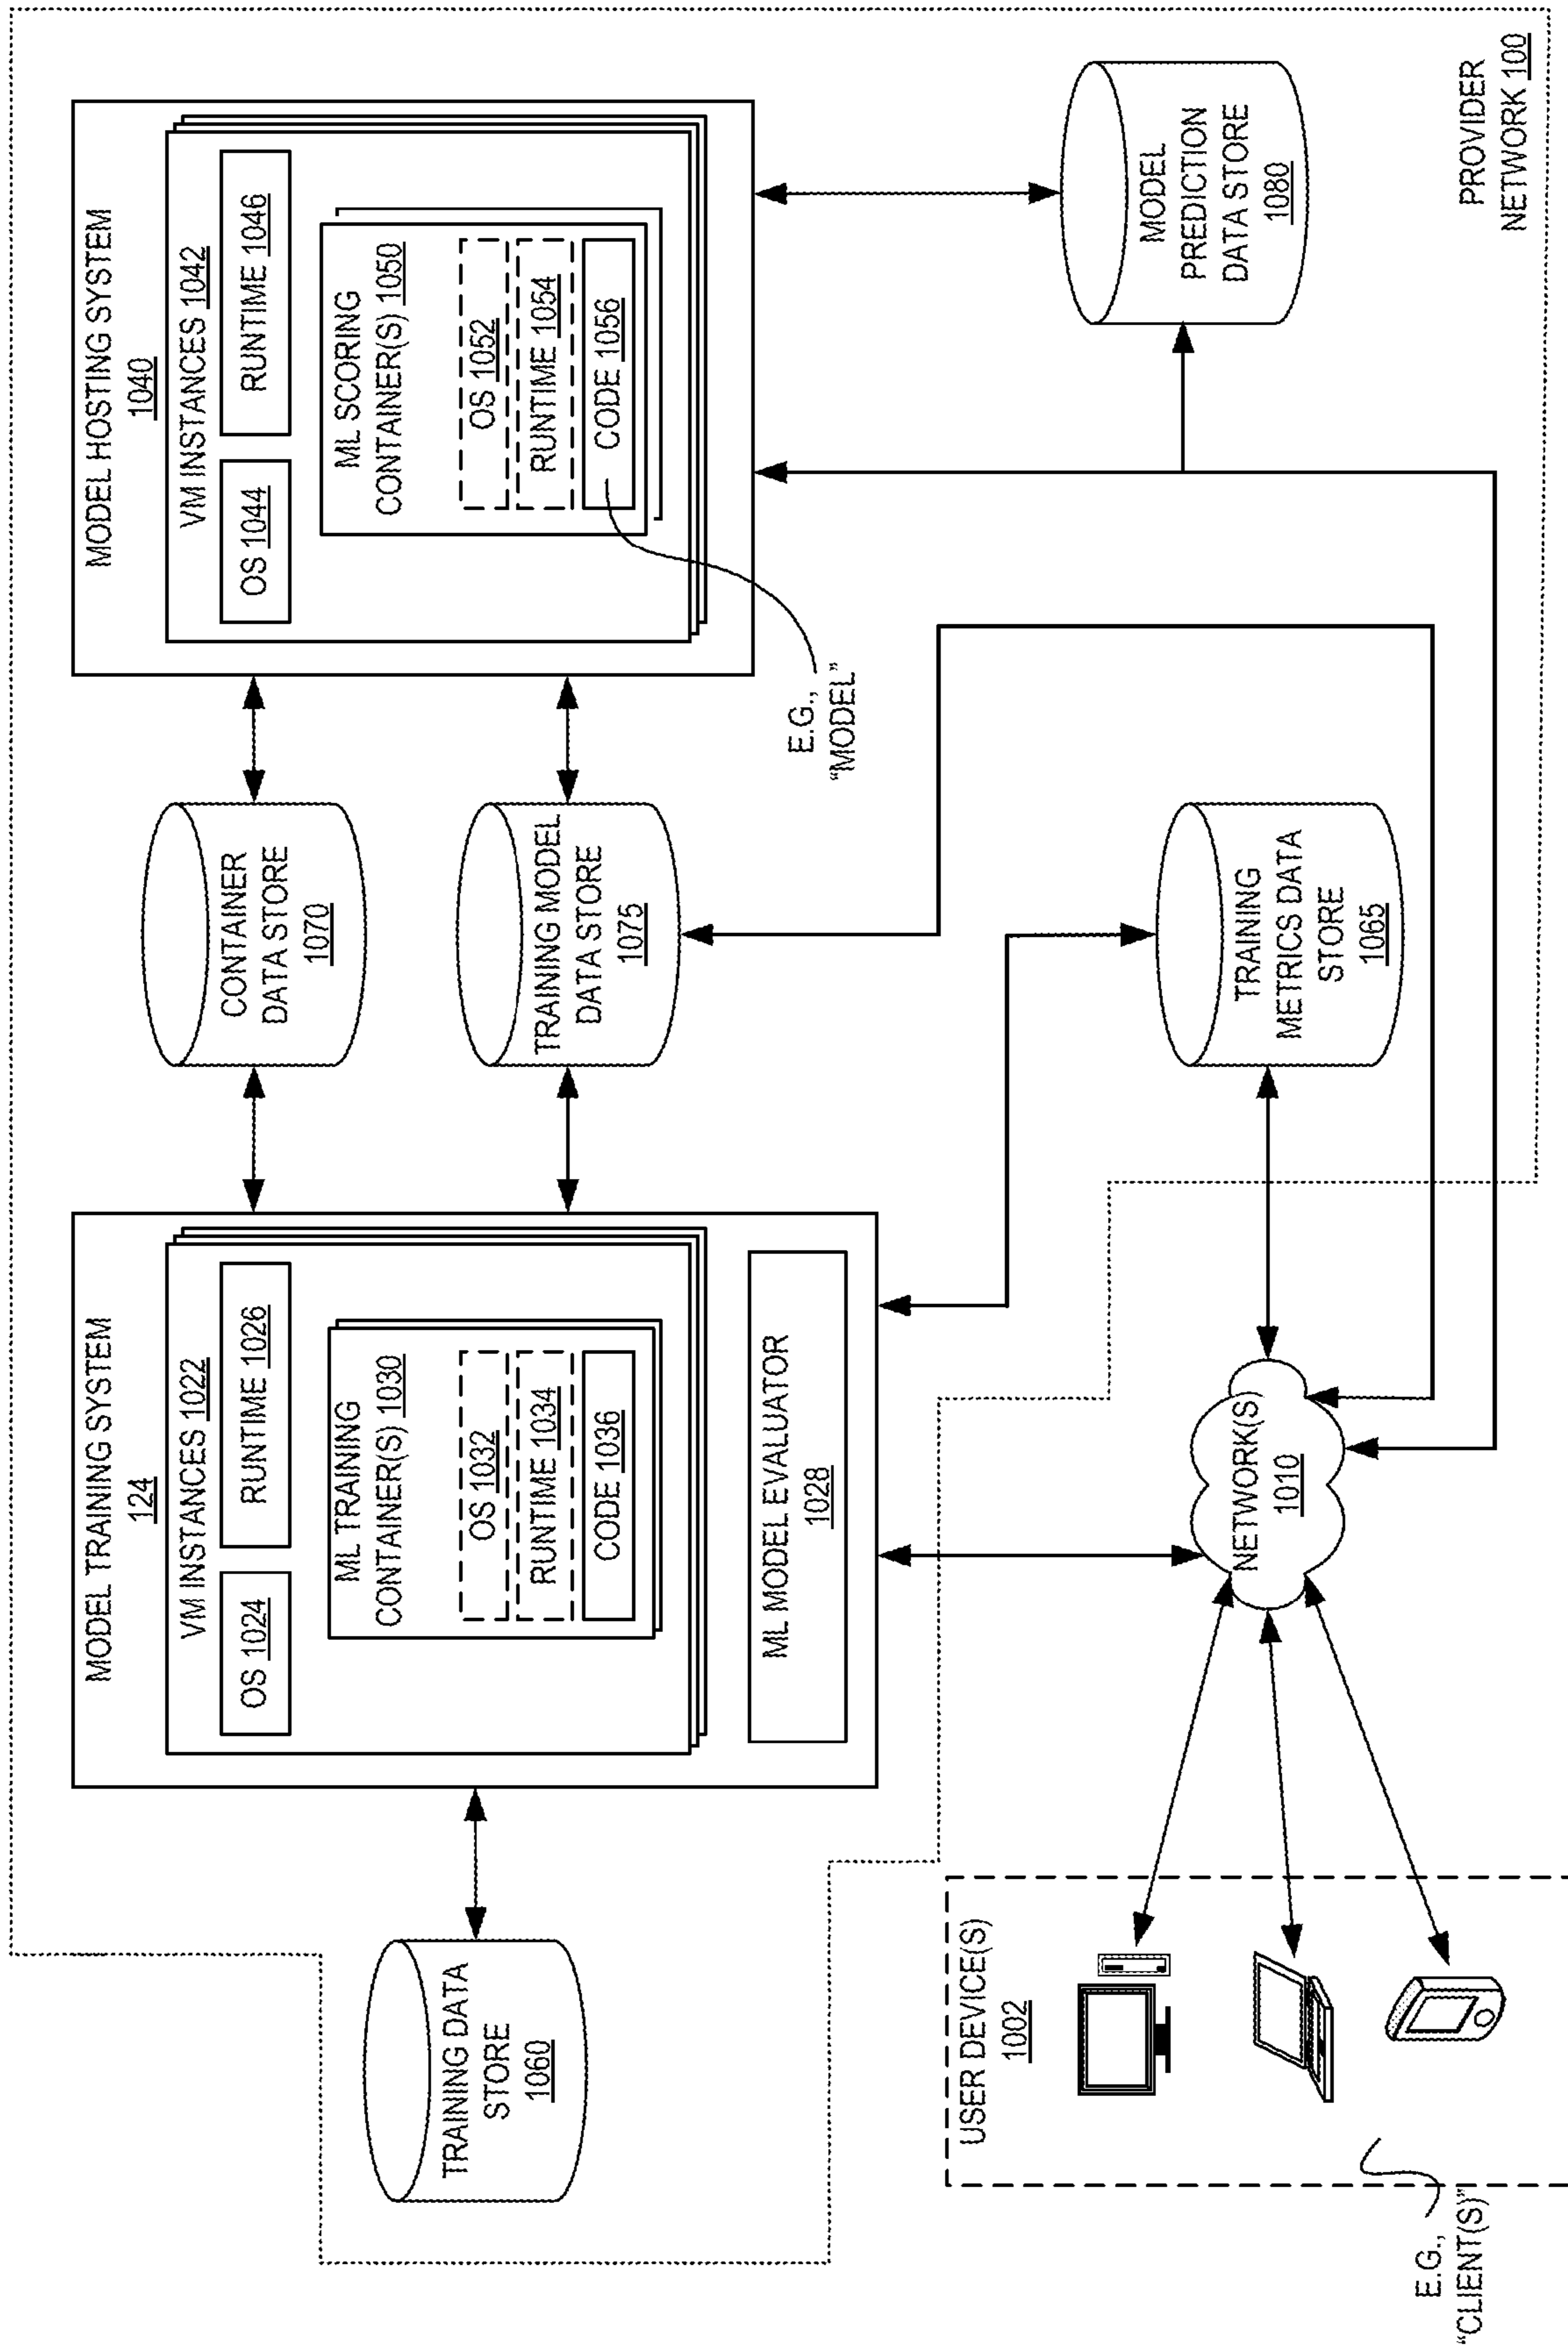 MODEL TRAINING SYSTEM
124
VM INSTANCES 1022
OS 1024
RUNTIME 1026
ML TRAINING
CONTAINER(S) 1030
OS 1032
RUNTIME 1034
CODE 1036
ML MODEL EVALUATOR
1028
TRAINING DATA
STORE
1060
CONTAINER
DATA STORE
1070
TRAINING MODEL
DATA STORE
1075
MODEL HOSTING SYSTEM
1040
VM INSTANCES 1042
OS 1044
RUNTIME 1046
ML SCORING
CONTAINER(S) 1050
OS 1052
RUNTIME 1054
CODE 1056
E.G.,
“MODEL”
USER DEVICE(S)
1002
E.G.,
“CLIENT(S)”
NETWORK(S)
1010
TRAINING
METRICS DATA
STORE
1065
MODEL
PREDICTION
DATA STORE
1080
PROVIDER
NETWORK 100